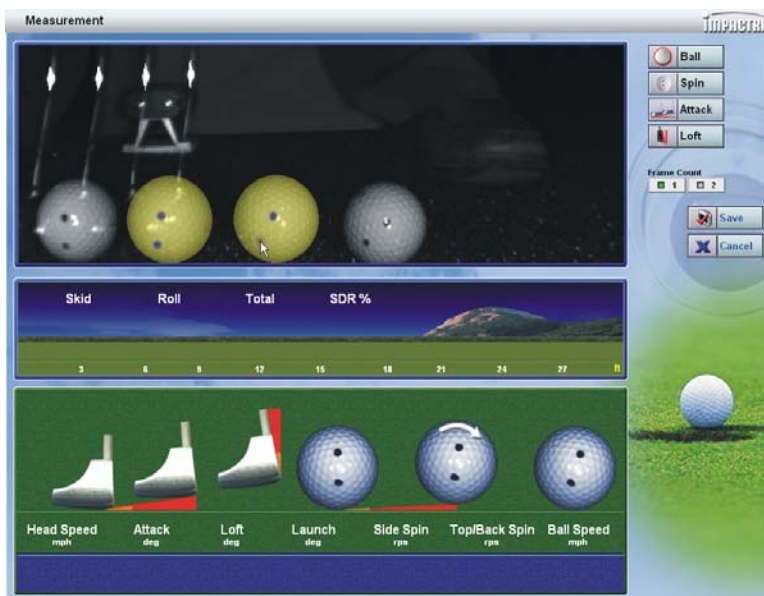 Measurement
Ball
Spin
Attack
Loft
Frame Count
1 2
Save
Cancel
Skid Roll Total SDR %
3 6 9 12 15 18 21 24 27 ft
Head Speed Attack Loft Launch Side Spin Top/Back Spin Ball Speed
mph deg deg deg rps rps mph